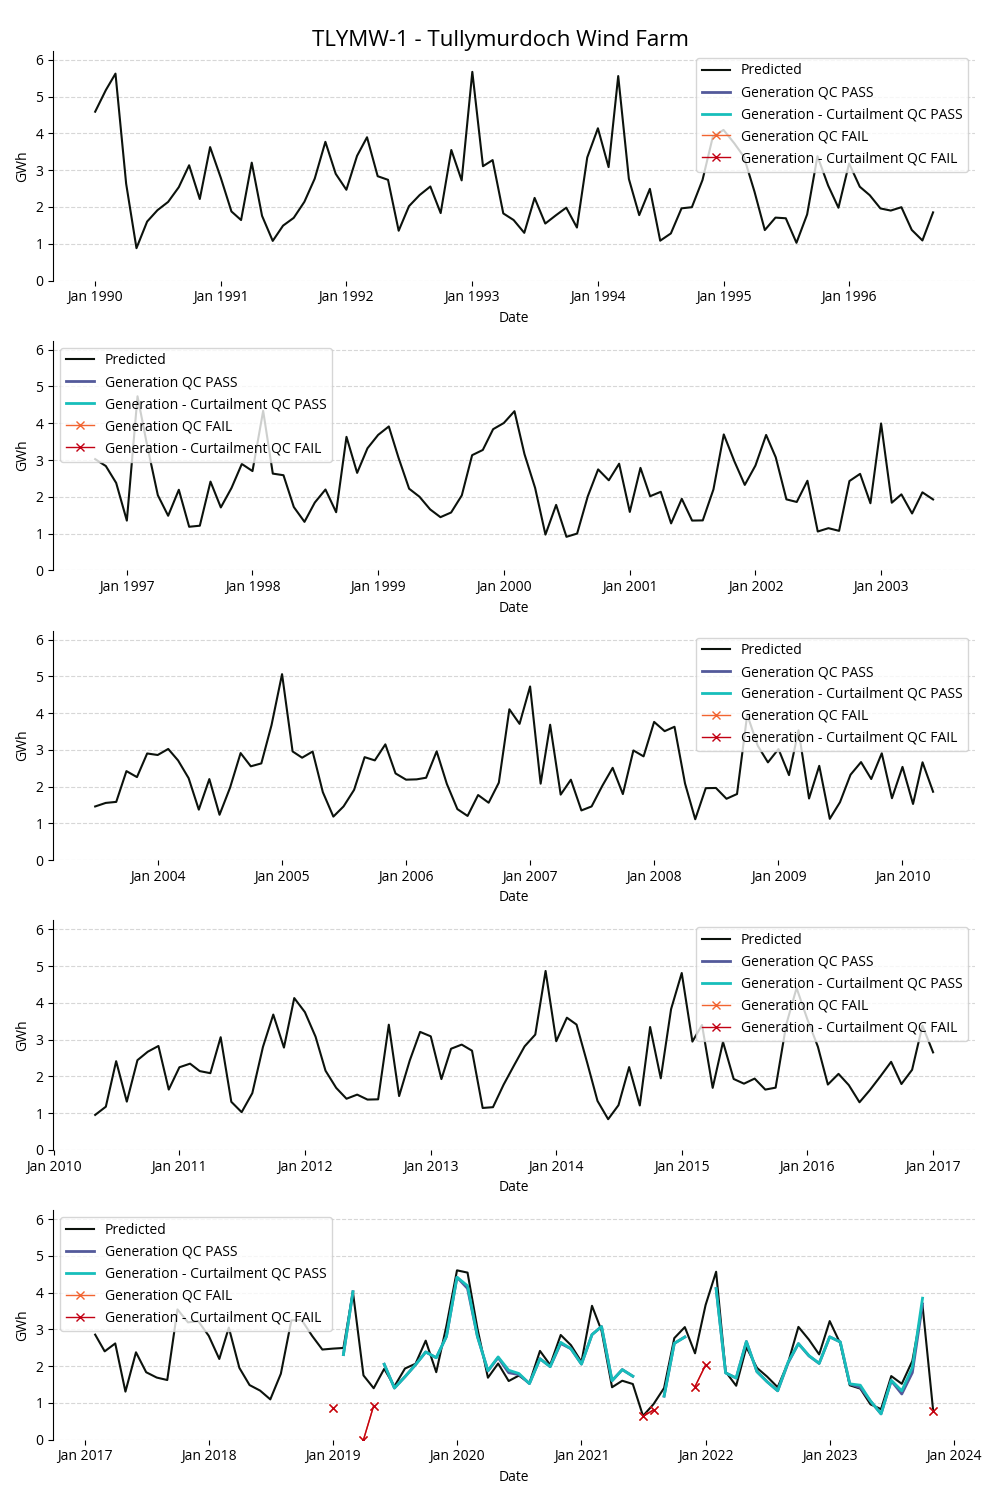 TLYMW-1 - Tullymurdoch Wind Farm
6
5
4
3
2
1
0
GWh
Predicted
Generation QC PASS
Generation - Curtailment QC PASS
Generation QC FAIL
Generation - Curtailment QC FAIL
Jan 1990
Jan 1991
Jan 1992
Jan 1993
Jan 1994
Jan 1995
Jan 1996
Date
6
5
4
3
2
1
0
GWh
Predicted
Generation QC PASS
Generation - Curtailment QC PASS
Generation QC FAIL
Generation - Curtailment QC FAIL
Jan 1997
Jan 1998
Jan 1999
Jan 2000
Jan 2001
Jan 2002
Jan 2003
Date
6
5
4
3
2
1
0
GWh
Predicted
Generation QC PASS
Generation - Curtailment QC PASS
Generation QC FAIL
Generation - Curtailment QC FAIL
Jan 2004
Jan 2005
Jan 2006
Jan 2007
Jan 2008
Jan 2009
Jan 2010
Date
6
5
4
3
2
1
0
GWh
Predicted
Generation QC PASS
Generation - Curtailment QC PASS
Generation QC FAIL
Generation - Curtailment QC FAIL
Jan 2010
Jan 2011
Jan 2012
Jan 2013
Jan 2014
Jan 2015
Jan 2016
Jan 2017
Date
6
5
4
3
2
1
0
GWh
Predicted
Generation QC PASS
Generation - Curtailment QC PASS
Generation QC FAIL
Generation - Curtailment QC FAIL
Jan 2017
Jan 2018
Jan 2019
Jan 2020
Jan 2021
Jan 2022
Jan 2023
Jan 2024
Date